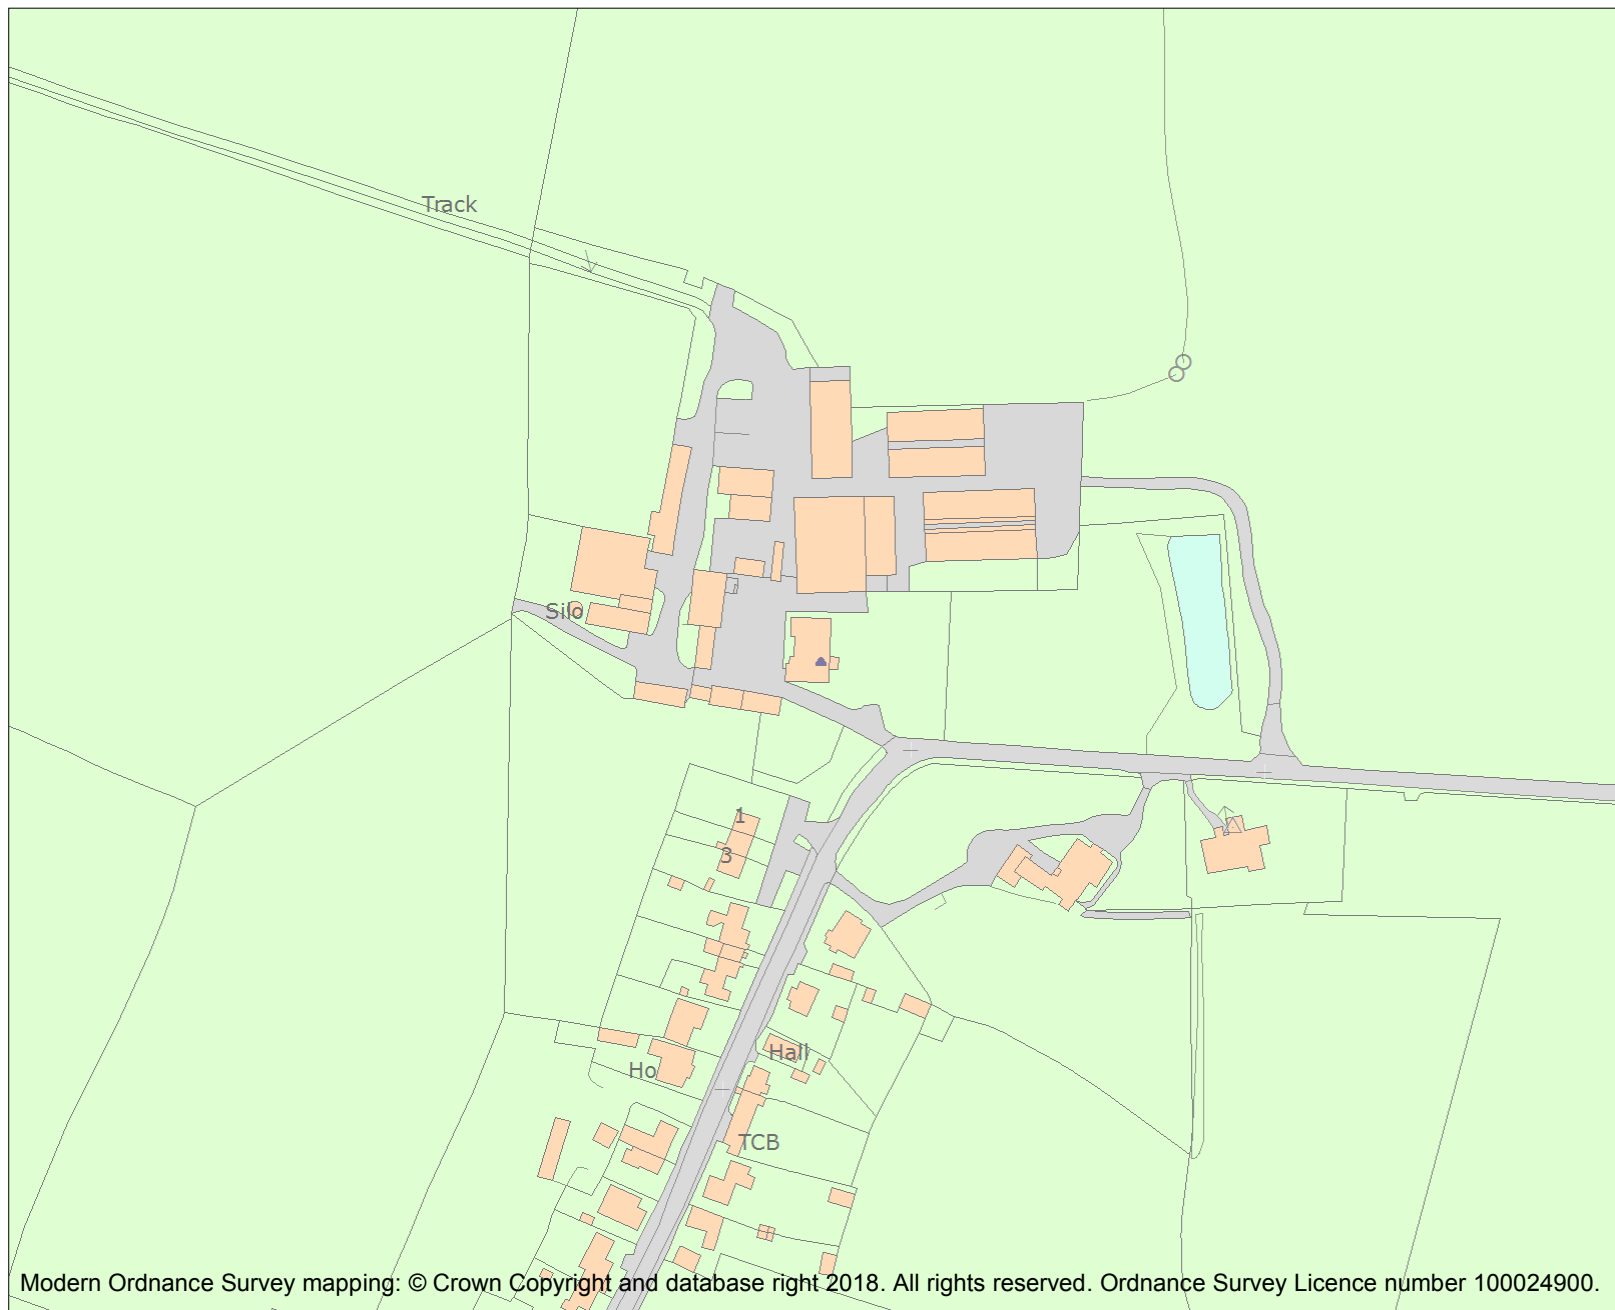 Track
Silo
1
3
Hall
Ho
TCB
Modern Ordnance Survey mapping: © Crown Copyright and database right 2018. All rights reserved. Ordnance Survey Licence number 100024900.